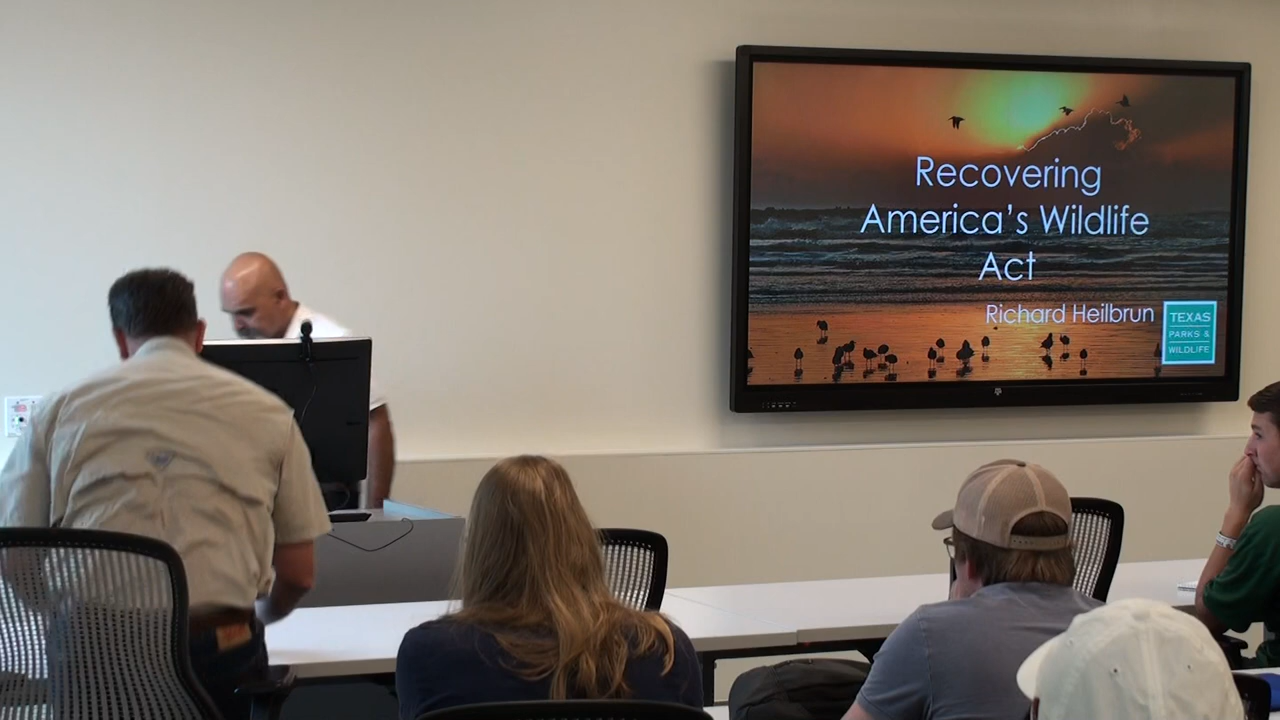 Recovering
America's Wildlife
Act
Richard Heilbrun
TEXAS
PARKS &
WILDLIFE